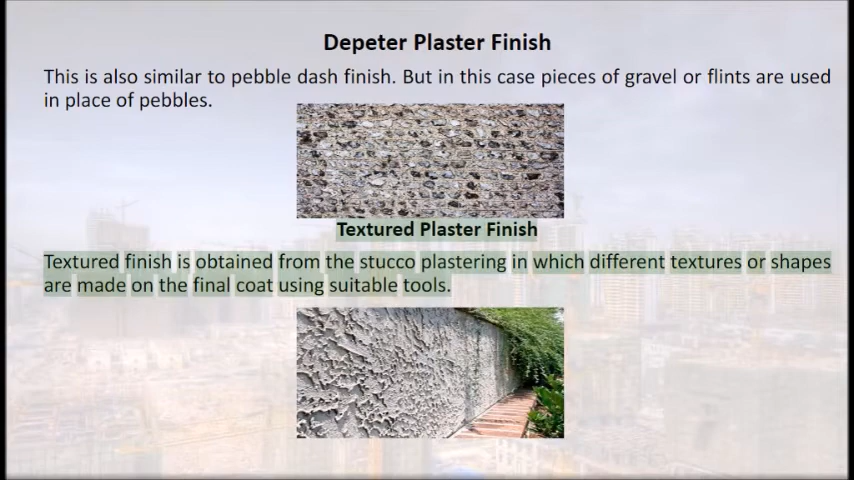 Depeter Plaster Finish
This is also similar to pebble dash finish. But in this case pieces of gravel or flints are used
in place of pebbles.
Textured Plaster Finish
Textured finish is obtained from the stucco plastering in which different textures or shapes
are made on the final coat using suitable tools.